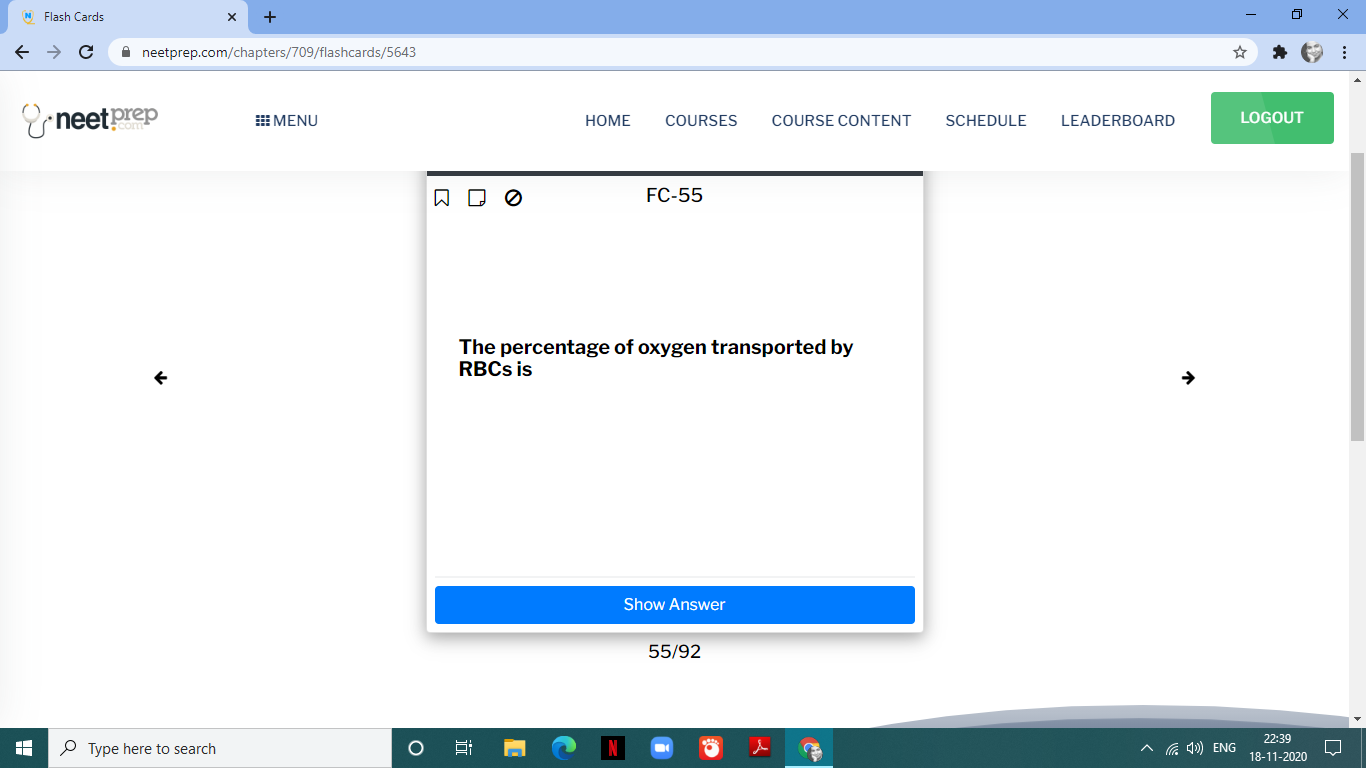 Flash Cards
neetprep.com/chapters/709/flashcards/5643
neetprep
.com
MENU
HOME
COURSES
COURSE CONTENT
SCHEDULE
LEADERBOARD
LOGOUT
FC-55
The percentage of oxygen transported by
RBCs is
Show Answer
55/92
Type here to search
ENG
22:39
18-11-2020